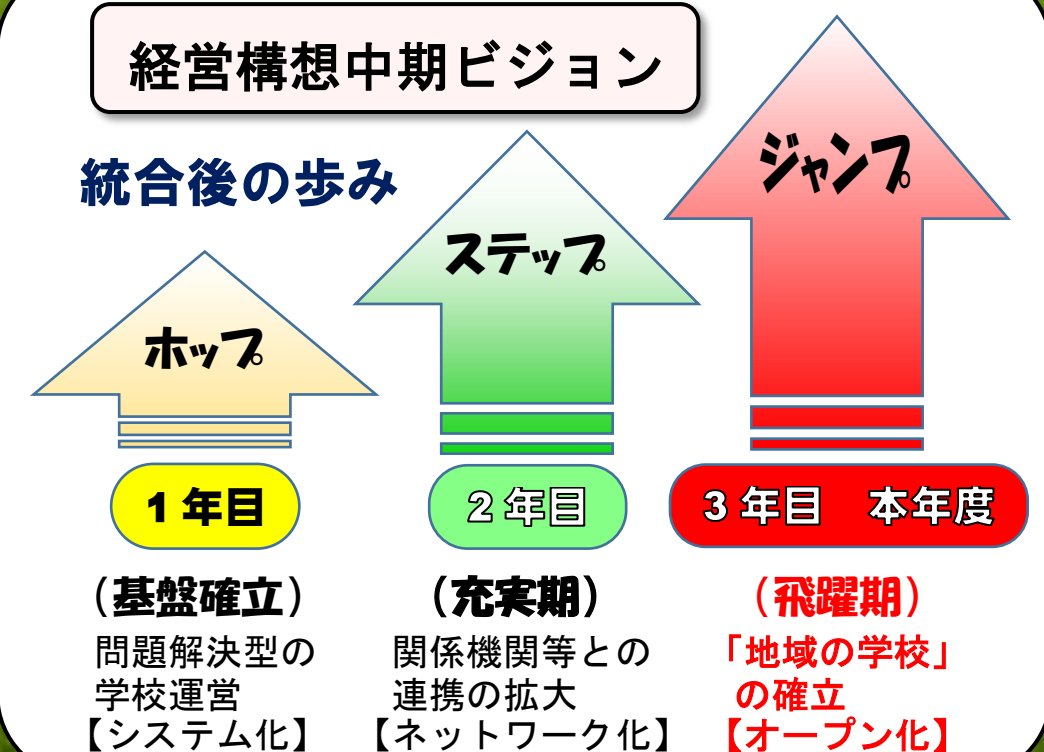 経営構想中期ビジョン
統合後の歩み
ホップ
ステップ
ジャンプ
1年目
2年目
3年目　本年度
（基盤確立）
問題解決型の
学校運営
【システム化】
（充実期）
関係機関等との
連携の拡大
【ネットワーク化】
（飛躍期）
「地域の学校」
の確立
【オープン化】